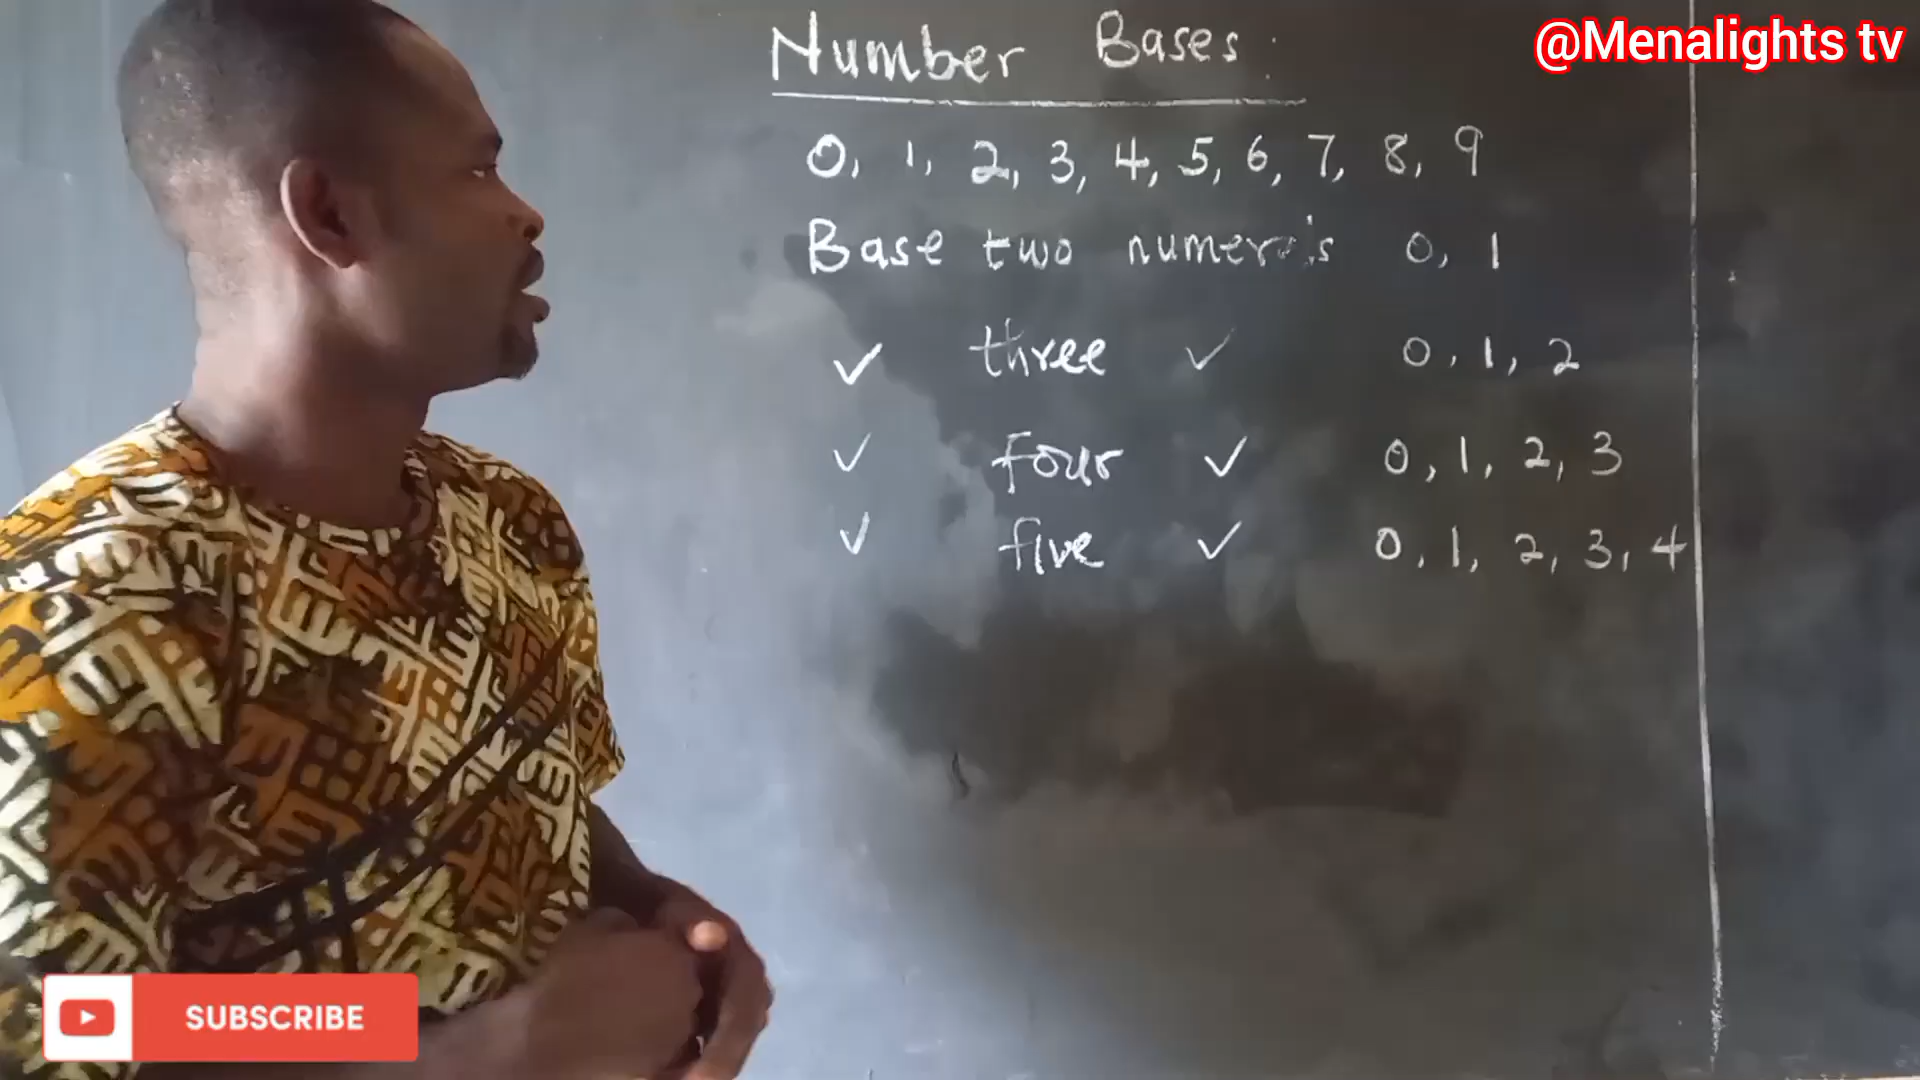 @Menalights tv
Number Bases:
0, 1, 2, 3, 4, 5, 6, 7, 8, 9
Base two numerals 0, 1
✓ three ✓ 0, 1, 2
✓ four ✓ 0, 1, 2, 3
✓ five ✓ 0, 1, 2, 3, 4
SUBSCRIBE